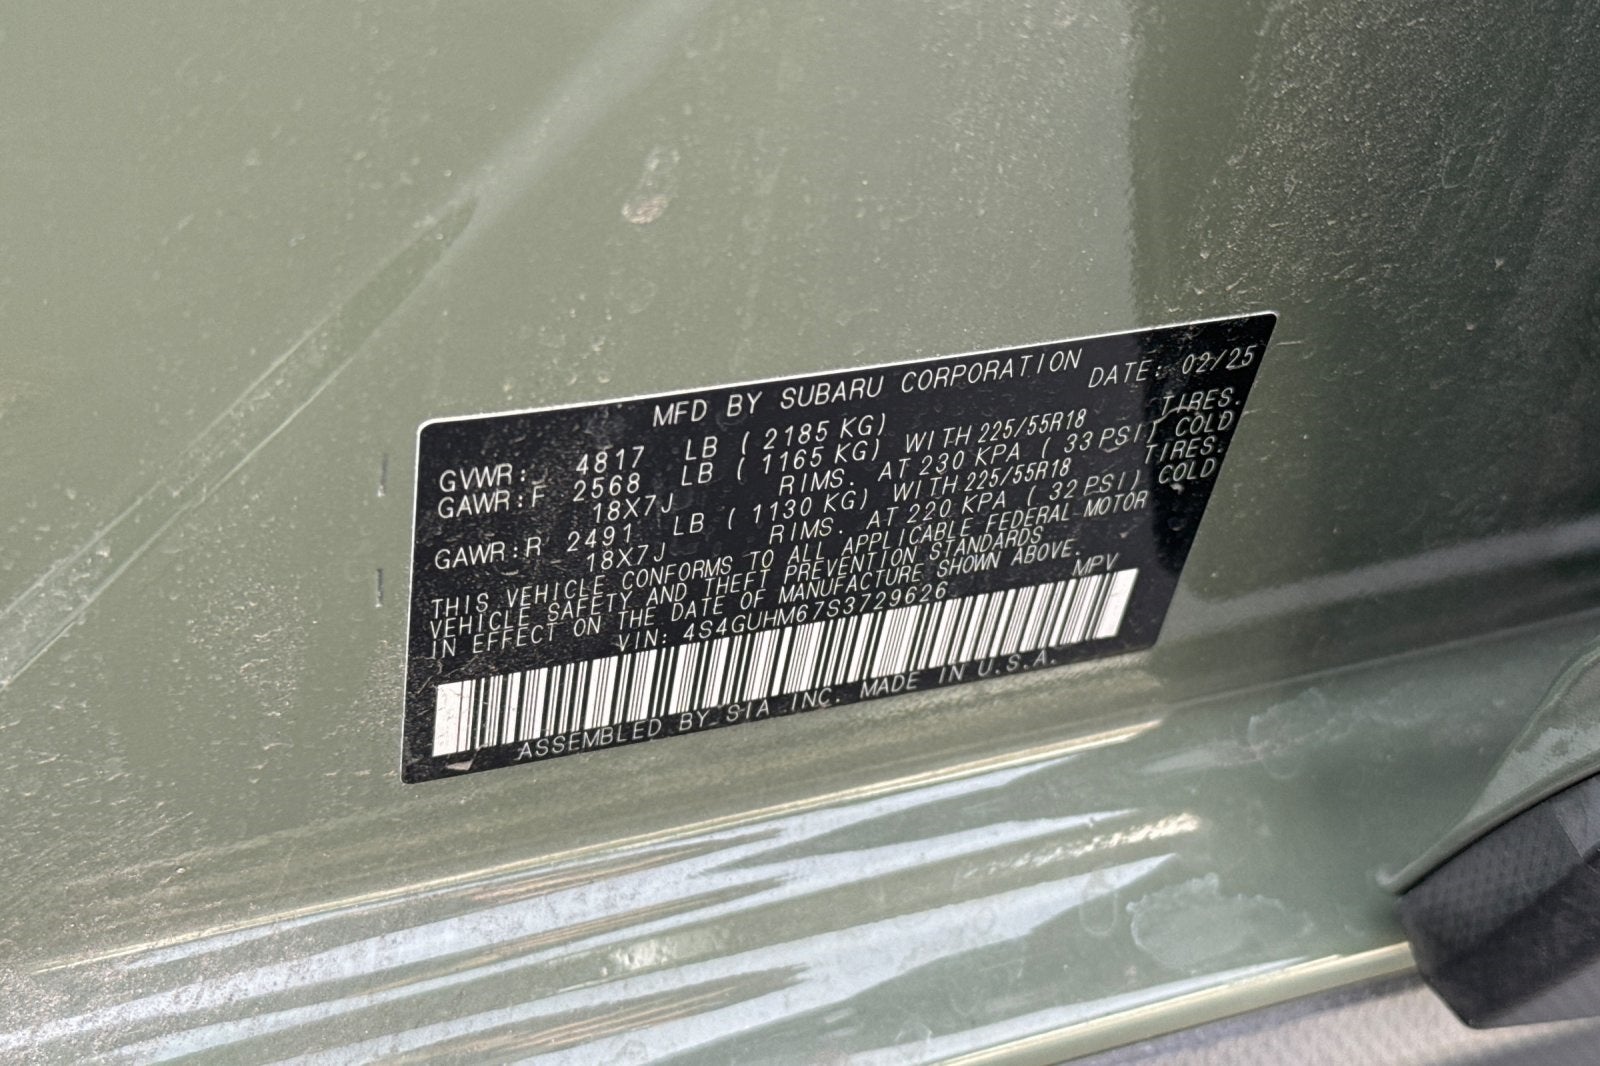 MFD BY SUBARU CORPORATION DATE: 02/25
GVWR: 4817 LB ( 2185 KG)
GAWR:F 2568 LB ( 1165 KG) WITH 225/55R18 TIRES.
18X7J RIMS. AT 230 KPA ( 33 PSI) COLD
GAWR:R 2491 LB ( 1130 KG) WITH 225/55R18 TIRES.
18X7J RIMS. AT 220 KPA ( 32 PSI) COLD
THIS VEHICLE CONFORMS TO ALL APPLICABLE FEDERAL MOTOR
VEHICLE SAFETY AND THEFT PREVENTION STANDARDS
IN EFFECT ON THE DATE OF MANUFACTURE SHOWN ABOVE.
VIN: 4S4GUHM67S3729626 MPV
ASSEMBLED BY SIA INC. MADE IN U.S.A.